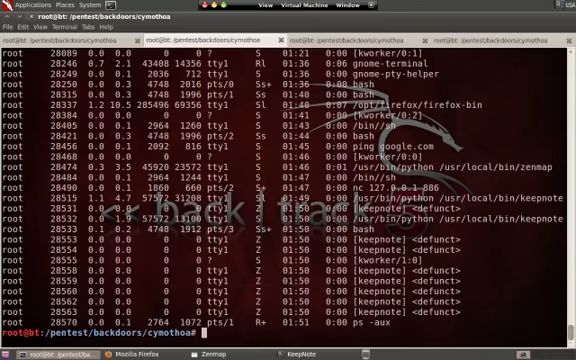 Applications Places System
View Virtual Machine Window
root@bt: /pentest/backdoors/cymothoa
File Edit View Terminal Tabs Help
root@bt: /pentest/backdoors/cymothoa root@bt: /pentest/backdoors/cymothoa root@bt: /pentest/backdoors/cymothoa root@bt: /pentest/backdoors/cymothoa
root 28089 0.0 0.0 0 0 ? S 01:21 0:00 [kworker/0:1]
root 28246 0.7 2.1 43408 14356 tty1 Rl 01:36 0:06 gnome-terminal
root 28249 0.0 0.1 2036 712 tty1 S 01:36 0:00 gnome-pty-helper
root 28250 0.0 0.3 4748 2016 pts/0 Ss+ 01:36 0:00 bash
root 28315 0.0 0.3 4748 1996 pts/1 Ss 01:40 0:00 bash
root 28337 1.2 10.5 285496 69356 tty1 Sl 01:40 0:07 /opt/firefox/firefox-bin
root 28384 0.0 0.0 0 0 ? S 01:41 0:00 [kworker/0:2]
root 28405 0.0 0.1 2964 1260 tty1 S 01:43 0:00 /bin//sh
root 28421 0.0 0.3 4748 1996 pts/2 Ss 01:44 0:00 bash
root 28456 0.0 0.1 2092 816 tty1 S 01:45 0:00 ping google.com
root 28468 0.0 0.0 0 0 ? S 01:46 0:00 [kworker/0:0]
root 28474 0.3 3.5 45920 23572 tty1 S 01:46 0:01 /usr/bin/python /usr/local/bin/zenmap
root 28484 0.0 0.1 2964 1244 tty1 S 01:46 0:00 /bin//sh
root 28490 0.0 0.1 1860 660 pts/2 S+ 01:47 0:00 nc 127.0.0.1 886
root 28515 1.1 4.7 57572 S 01:49 0:01 /usr/bin/python /usr/local/bin/keepnote
root 28531 0.0 0.0 0 0 tty1 Z 01:50 0:00 [keepnote] <defunct>
root 28532 0.0 1.9 57572 13100 tty1 S 01:50 0:00 /usr/bin/python /usr/local/bin/keepnote
root 28533 0.1 0.2 4748 1912 pts/3 Ss+ 01:50 0:00 bash
root 28553 0.0 0.0 0 0 tty1 Z 01:50 0:00 [keepnote] <defunct>
root 28554 0.0 0.0 0 0 tty1 Z 01:50 0:00 [keepnote] <defunct>
root 28555 0.0 0.0 0 0 ? S 01:50 0:00 [kworker/1:0]
root 28558 0.0 0.0 0 0 tty1 Z 01:50 0:00 [keepnote] <defunct>
root 28559 0.0 0.0 0 0 tty1 Z 01:50 0:00 [keepnote] <defunct>
root 28560 0.0 0.0 0 0 tty1 Z 01:50 0:00 [keepnote] <defunct>
root 28562 0.0 0.0 0 0 tty1 Z 01:50 0:00 [keepnote] <defunct>
root 28563 0.0 0.0 0 0 tty1 Z 01:50 0:00 [keepnote] <defunct>
root 28570 0.0 0.1 2764 1072 pts/1 R+ 01:51 0:00 ps -aux
root@bt:/pentest/backdoors/cymothoa#
<< back | track 5
root@bt: /pentest/ba... Mozilla Firefox Zenmap KeepNote